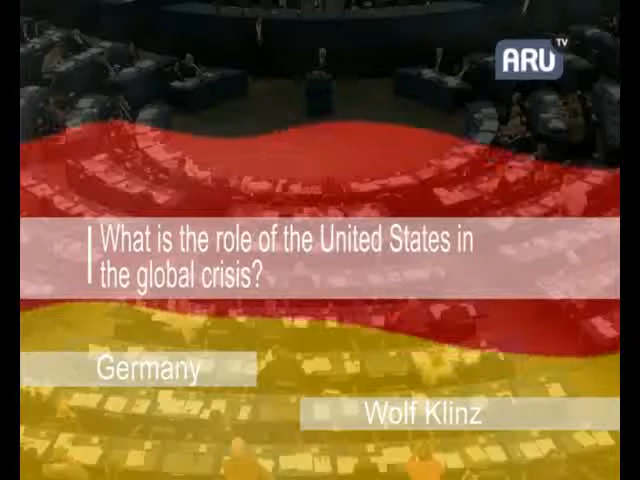 ARU TV
What is the role of the United States in
the global crisis?
Germany
Wolf Klinz